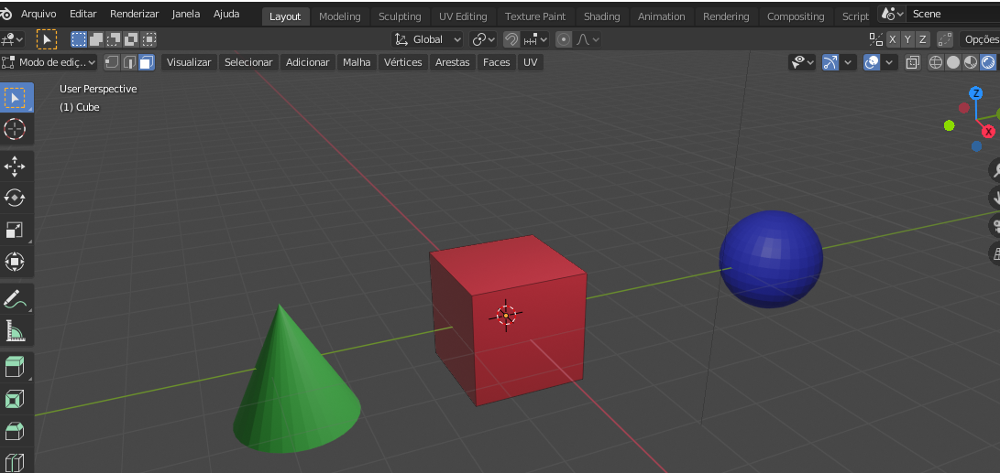 Arquivo Editar Renderizar Janela Ajuda Layout Modeling Sculpting UV Editing Texture Paint Shading Animation Rendering Compositing Script Scene
Global X Y Z Opções
Modo de ediç.. Visualizar Selecionar Adicionar Malha Vértices Arestas Faces UV
User Perspective
(1) Cube
Z
X